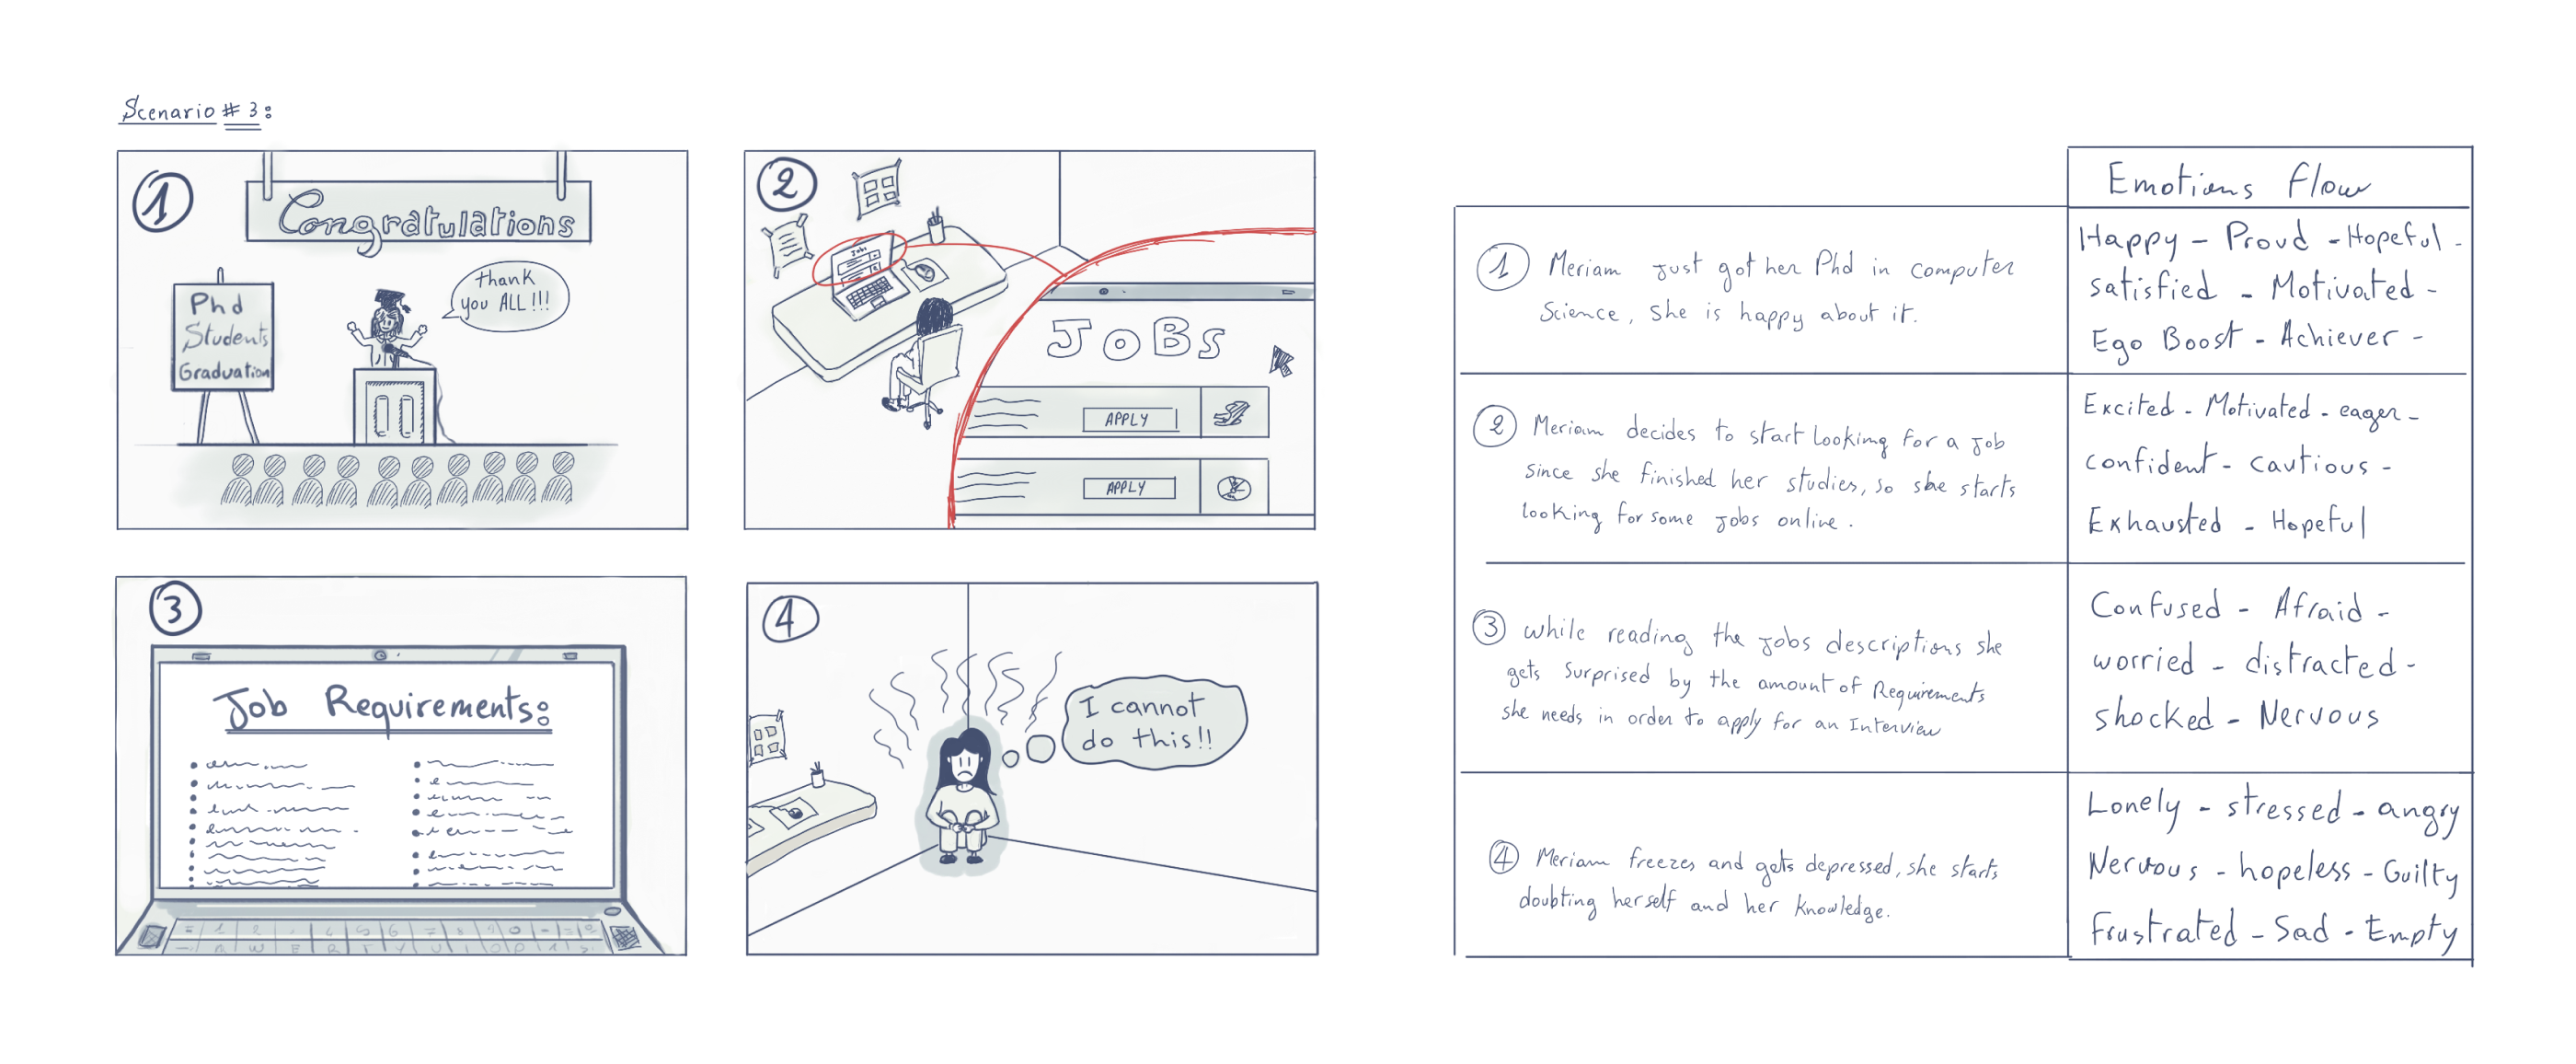 Scenario # 3:
1
Congratulations
Phd
Students
Graduation
thank
you ALL!!!
2
Jobs
JOBS
APPLY
APPLY
3
Job Requirements:
4
I cannot
do this!!
Emotions flow
1 Meriam just got her Phd in computer
Science, she is happy about it.
Happy - Proud - Hopeful -
satisfied - Motivated -
Ego Boost - Achiever -
2 Meriam decides to start looking for a job
since she finished her studies, so she starts
looking for some jobs online.
Excited - Motivated - eager -
confident - cautious -
Exhausted - Hopeful
3 while reading the jobs descriptions she
gets surprised by the amount of Requirements
she needs in order to apply for an Interview
Confused - Afraid -
worried - distracted -
shocked - Nervous
4 Meriam freezes and gets depressed, she starts
doubting herself and her knowledge.
Lonely - stressed - angry
Nervous - hopeless - Guilty
Frustrated - Sad - Empty